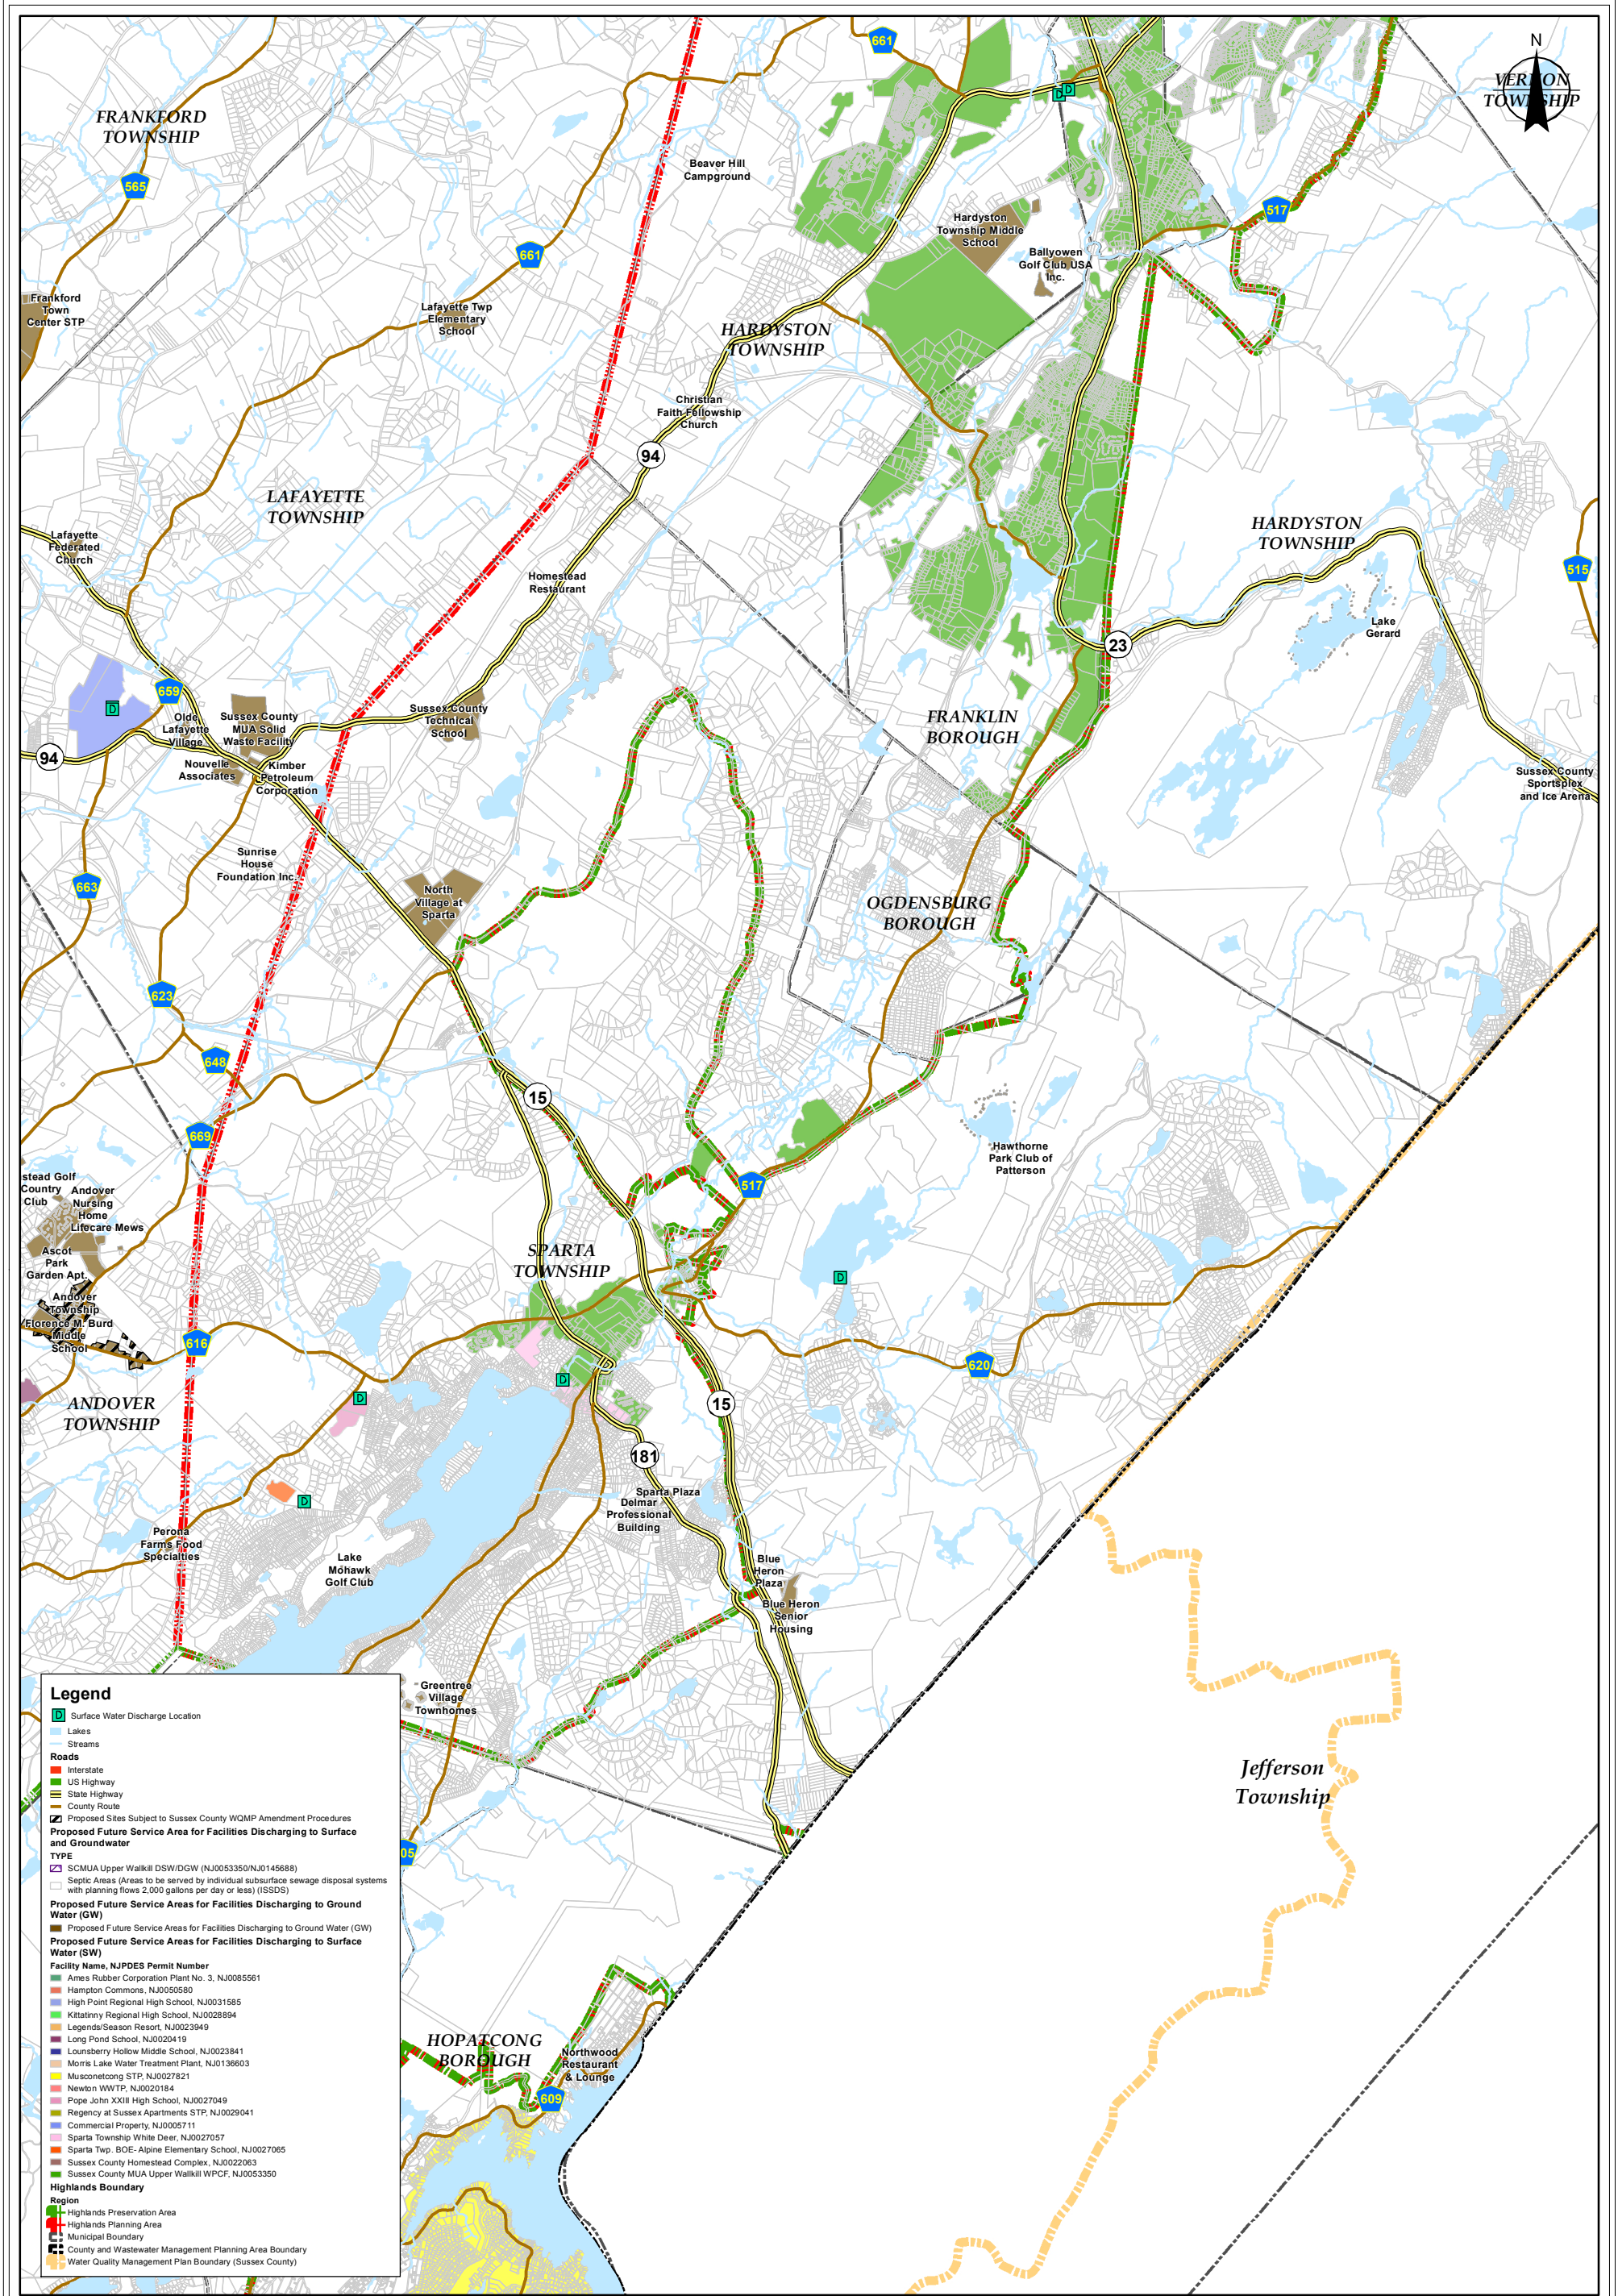 661
N
VERNON
TOWNSHIP
FRANKFORD
TOWNSHIP
D
D
Beaver Hill
Campground
565
517
Hardyston
Township Middle
School
661
Ballyowen
Golf Club USA
Inc.
Frankford
Town
Center STP
Lafayette Twp
Elementary
School
HARDYSTON
TOWNSHIP
Christian
Faith Fellowship
Church
94
LAFAYETTE
TOWNSHIP
HARDYSTON
TOWNSHIP
Lafayette
Federated
Church
515
Homestead
Restaurant
Lake
Gerard
23
659
D
Olde
Lafayette
Village
Sussex County
MUA Solid
Waste Facility
Sussex County
Technical
School
FRANKLIN
BOROUGH
94
Nouvelle
Associates
Kimber
Petroleum
Corporation
Sussex County
Sportsplex
and Ice Arena
Sunrise
House
Foundation Inc.
663
North
Village at
Sparta
OGDENSBURG
BOROUGH
623
648
15
669
Hawthorne
Park Club of
Patterson
stead Golf
Country
Club
Andover
Nursing
Home
Lifecare Mews
517
Ascot
Park
Garden Apt.
SPARTA
TOWNSHIP
D
Andover
Township
Florence M. Burd
Middle
School
616
620
D
D
ANDOVER
TOWNSHIP
15
181
Sparta Plaza
Delmar
Professional
Building
D
Perona
Farms Food
Specialties
Lake
Mohawk
Golf Club
Blue
Heron
Plaza
Blue Heron
Senior
Housing
Greentree
Village
Townhomes
Jefferson
Township
05
HOPATCONG
BOROUGH
Northwood
Restaurant
& Lounge
609
Legend
D Surface Water Discharge Location
Lakes
Streams
Roads
Interstate
US Highway
State Highway
County Route
Proposed Sites Subject to Sussex County WQMP Amendment Procedures
Proposed Future Service Area for Facilities Discharging to Surface
and Groundwater
TYPE
SCMUA Upper Wallkill DSW/DGW (NJ0053350/NJ0145688)
Septic Areas (Areas to be served by individual subsurface sewage disposal systems
with planning flows 2,000 gallons per day or less) (ISSDS)
Proposed Future Service Areas for Facilities Discharging to Ground
Water (GW)
Proposed Future Service Areas for Facilities Discharging to Ground Water (GW)
Proposed Future Service Areas for Facilities Discharging to Surface
Water (SW)
Facility Name, NJPDES Permit Number
Ames Rubber Corporation Plant No. 3, NJ0085561
Hampton Commons, NJ0050580
High Point Regional High School, NJ0031585
Kittatinny Regional High School, NJ0028894
Legends/Season Resort, NJ0023949
Long Pond School, NJ0020419
Lounsberry Hollow Middle School, NJ0023841
Morris Lake Water Treatment Plant, NJ0136603
Musconetcong STP, NJ0027821
Newton WWTP, NJ0020184
Pope John XXIII High School, NJ0027049
Regency at Sussex Apartments STP, NJ0029041
Commercial Property, NJ0005711
Sparta Township White Deer, NJ0027057
Sparta Twp. BOE- Alpine Elementary School, NJ0027065
Sussex County Homestead Complex, NJ0022063
Sussex County MUA Upper Wallkill WPCF, NJ0053350
Highlands Boundary
Region
Highlands Preservation Area
Highlands Planning Area
Municipal Boundary
County and Wastewater Management Planning Area Boundary
Water Quality Management Plan Boundary (Sussex County)